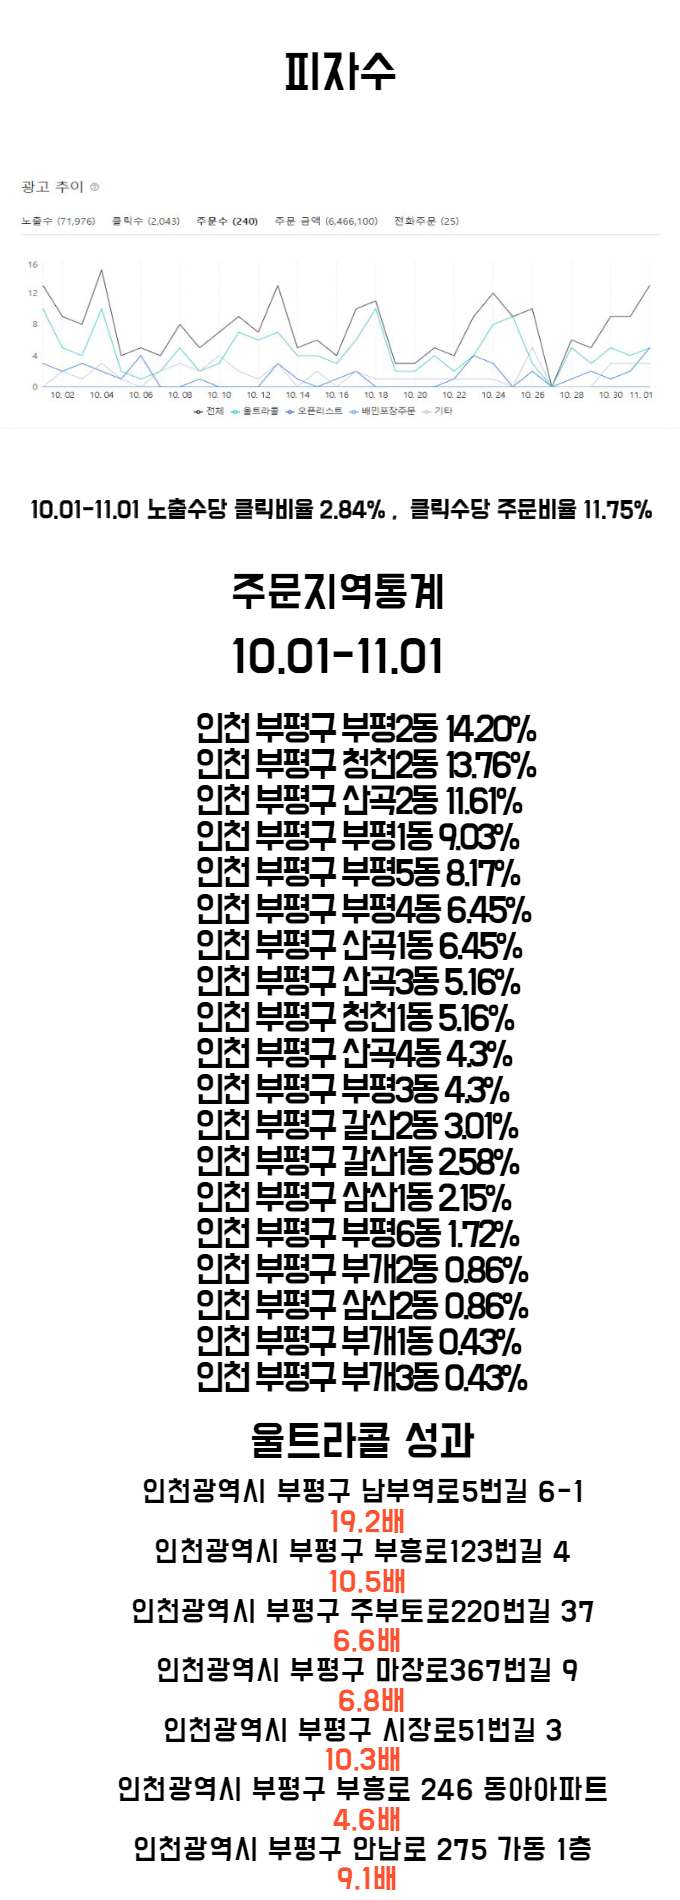 피자수
광고 추이 ?
노출수 (71,976) 클릭수 (2,043) 주문수 (240) 주문 금액 (6,466,100) 전화주문 (25)
16
12
8
4
0
10. 02 10. 04 10. 06 10. 08 10. 10 10. 12 10. 14 10. 16 10. 18 10. 20 10. 22 10. 24 10. 26 10. 28 10. 30 11. 01
전체 울트라콜 오픈리스트 배민포장주문 기타
10.01-11.01 노출수당 클릭비율 2.84% , 클릭수당 주문비율 11.75%
주문지역통계
10.01-11.01
인천 부평구 부평2동 14.20%
인천 부평구 청천2동 13.76%
인천 부평구 산곡2동 11.61%
인천 부평구 부평1동 9.03%
인천 부평구 부평5동 8.17%
인천 부평구 부평4동 6.45%
인천 부평구 산곡1동 6.45%
인천 부평구 산곡3동 5.16%
인천 부평구 청천1동 5.16%
인천 부평구 산곡4동 4.3%
인천 부평구 부평3동 4.3%
인천 부평구 갈산2동 3.01%
인천 부평구 갈산1동 2.58%
인천 부평구 삼산1동 2.15%
인천 부평구 부평6동 1.72%
인천 부평구 부개2동 0.86%
인천 부평구 삼산2동 0.86%
인천 부평구 부개1동 0.43%
인천 부평구 부개3동 0.43%
울트라콜 성과
인천광역시 부평구 남부역로5번길 6-1
19.2배
인천광역시 부평구 부흥로123번길 4
10.5배
인천광역시 부평구 주부토로220번길 37
6.6배
인천광역시 부평구 마장로367번길 9
6.8배
인천광역시 부평구 시장로51번길 3
10.3배
인천광역시 부평구 부흥로 246 동아아파트
4.6배
인천광역시 부평구 안남로 275 가동 1층
9.1배